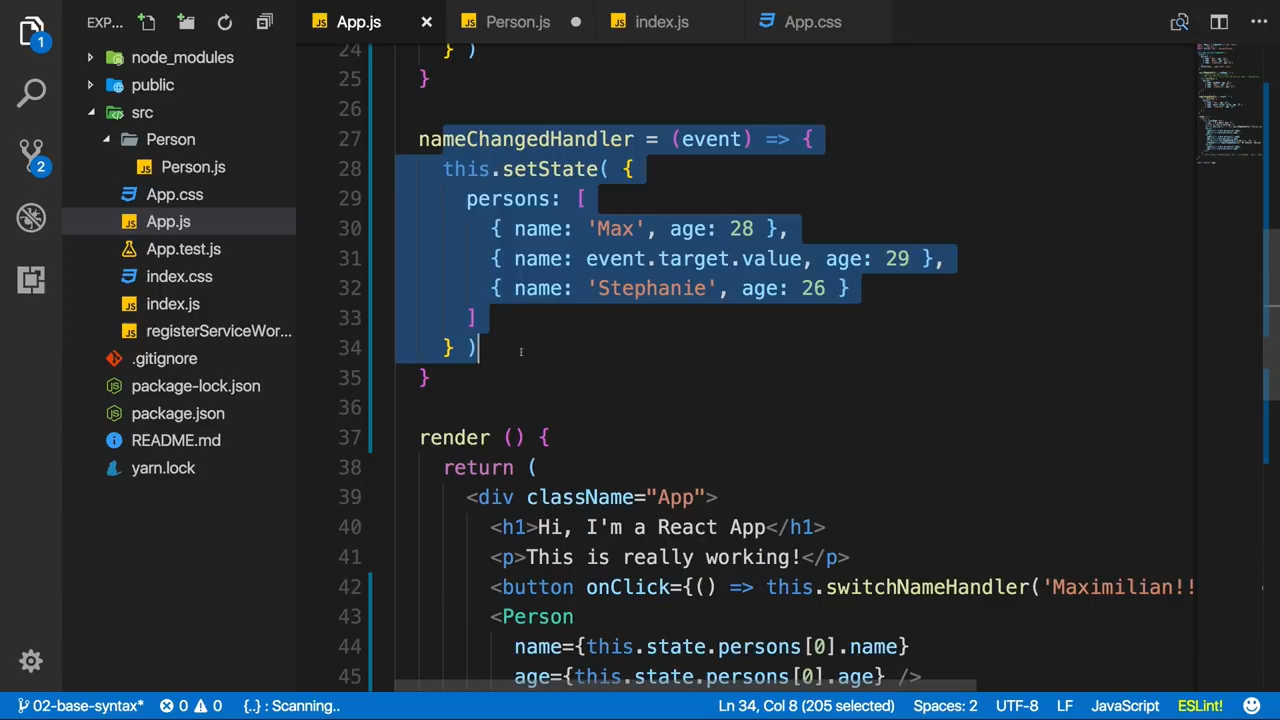 EXP...
App.js
Person.js
index.js
App.css
1
2
node_modules
public
src
Person
Person.js
App.css
App.js
App.test.js
index.css
index.js
registerServiceWor...
.gitignore
package-lock.json
package.json
README.md
yarn.lock
24 } )
25 }
26
27 nameChangedHandler = (event) => {
28 this.setState( {
29 persons: [
30 { name: 'Max', age: 28 },
31 { name: event.target.value, age: 29 },
32 { name: 'Stephanie', age: 26 }
33 ]
34 } )
35 }
36
37 render () {
38 return (
39 <div className="App">
40 <h1>Hi, I'm a React App</h1>
41 <p>This is really working!</p>
42 <button onClick={() => this.switchNameHandler('Maximilian!!
43 <Person
44 name={this.state.persons[0].name}
45 age={this.state.persons[0].age} />
02-base-syntax* 0 0 {..} : Scanning.. Ln 34, Col 8 (205 selected) Spaces: 2 UTF-8 LF JavaScript ESLint!